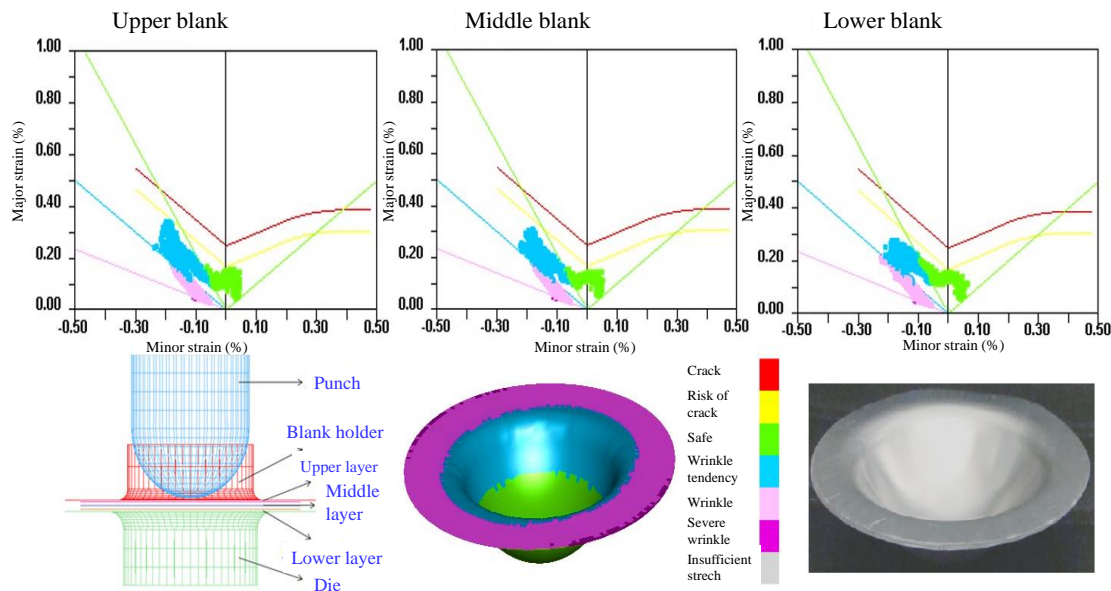 Upper blank
Middle blank
Lower blank
Major strain (%)
1.00
0.80
0.60
0.40
0.20
0.00
-0.50
-0.30
-0.10
0.10
0.30
0.50
Minor strain (%)
Major strain (%)
1.00
0.80
0.60
0.40
0.20
0.00
-0.50
-0.30
-0.10
0.10
0.30
0.50
Minor strain (%)
Major strain (%)
1.00
0.80
0.60
0.40
0.20
0.00
-0.50
-0.30
-0.10
0.10
0.30
0.50
Minor strain (%)
Punch
Blank holder
Upper layer
Middle
layer
Lower layer
Die
Crack
Risk of
crack
Safe
Wrinkle
tendency
Wrinkle
Severe
wrinkle
Insufficient
strech